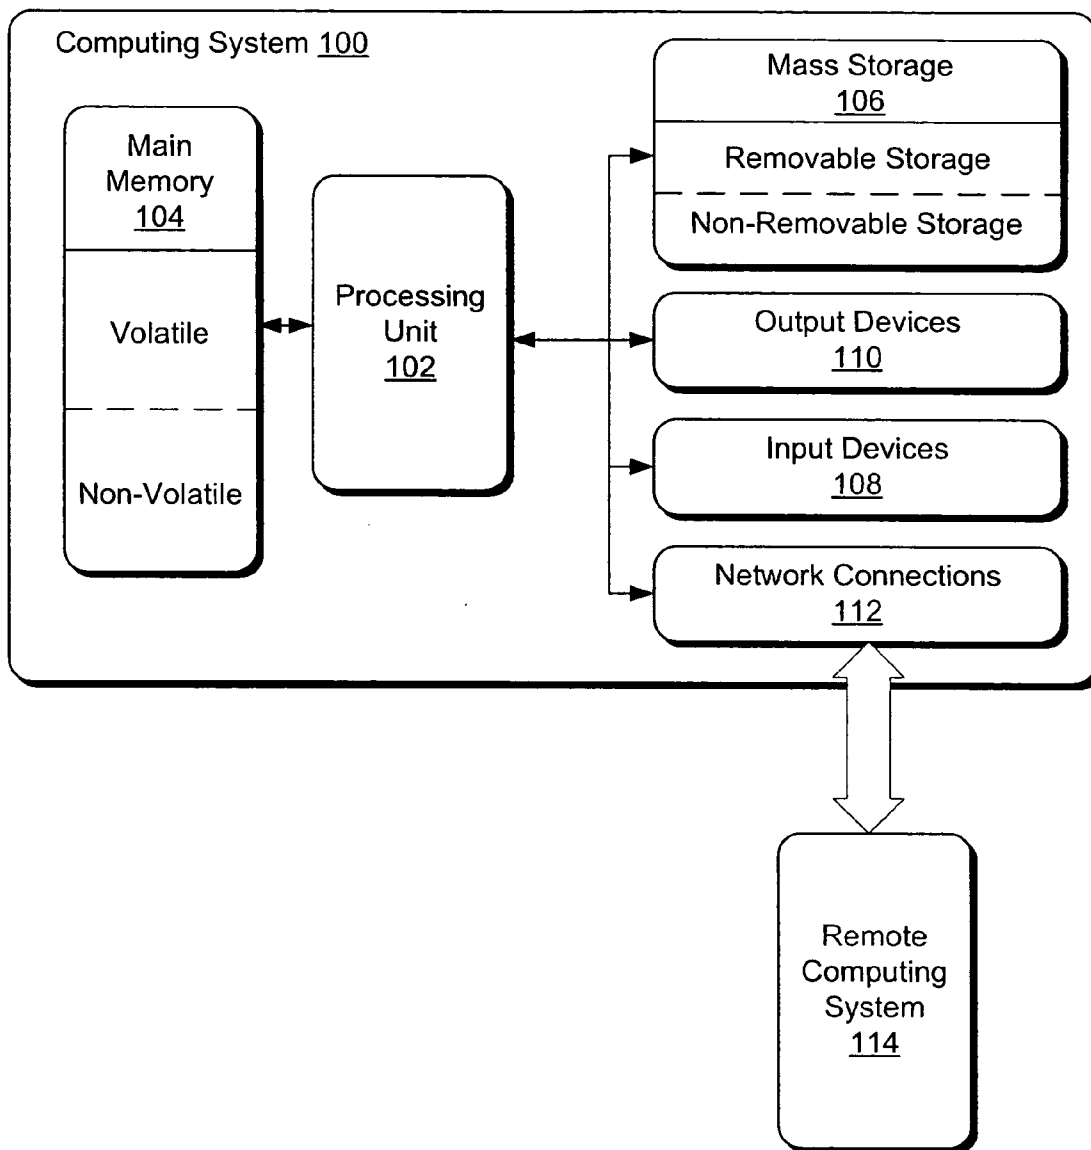 Computing System 100
Main
Memory
104
Volatile
Non-Volatile
Processing
Unit
102
Mass Storage
106
Removable Storage
Non-Removable Storage
Output Devices
110
Input Devices
108
Network Connections
112
Remote
Computing
System
114